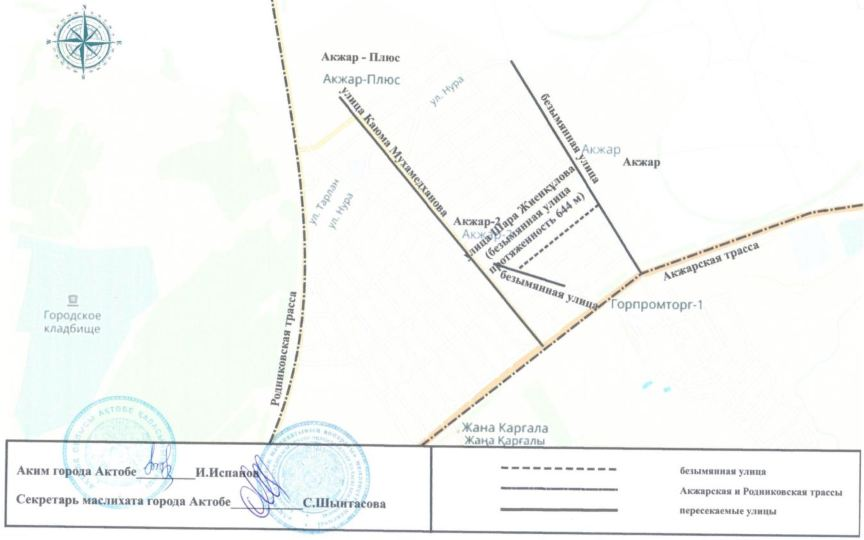 Акжар - Плюс
Акжар-Плюс
ул. Нура
улица Каюма Мухамедханова
безымянная улица
Акжар
Акжар
ул. Тарлан
ул. Нура
Акжар-2
улица Шара Жиенкулова
(безымянная улица
протяженность 644 м)
безымянная улица
Акжарская трасса
Горпромторг-1
Городское
кладбище
Родниковская трасса
Жана Каргала
Жаңа Қарғалы
Аким города Актобе_________И.Испанов
Секретарь маслихата города Актобе___________С.Шынтасова
безымянная улица
Акжарская и Родниковская трассы
пересекаемые улицы